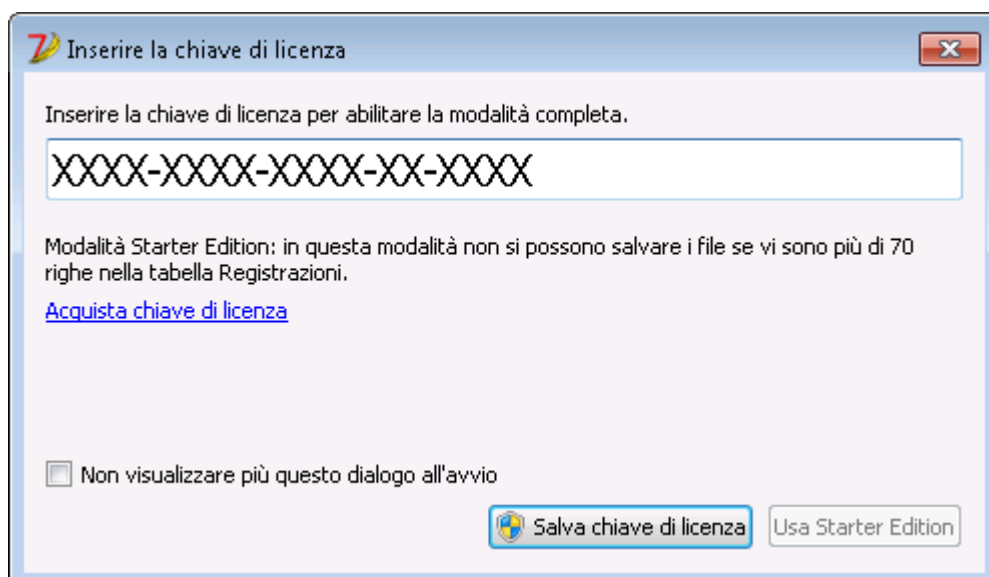 Inserire la chiave di licenza
Inserire la chiave di licenza per abilitare la modalità completa.
XXXX-XXXX-XXXX-XX-XXXX
Modalità Starter Edition: in questa modalità non si possono salvare i file se vi sono più di 70
righe nella tabella Registrazioni.
Acquista chiave di licenza
Non visualizzare più questo dialogo all'avvio
Salva chiave di licenza
Usa Starter Edition